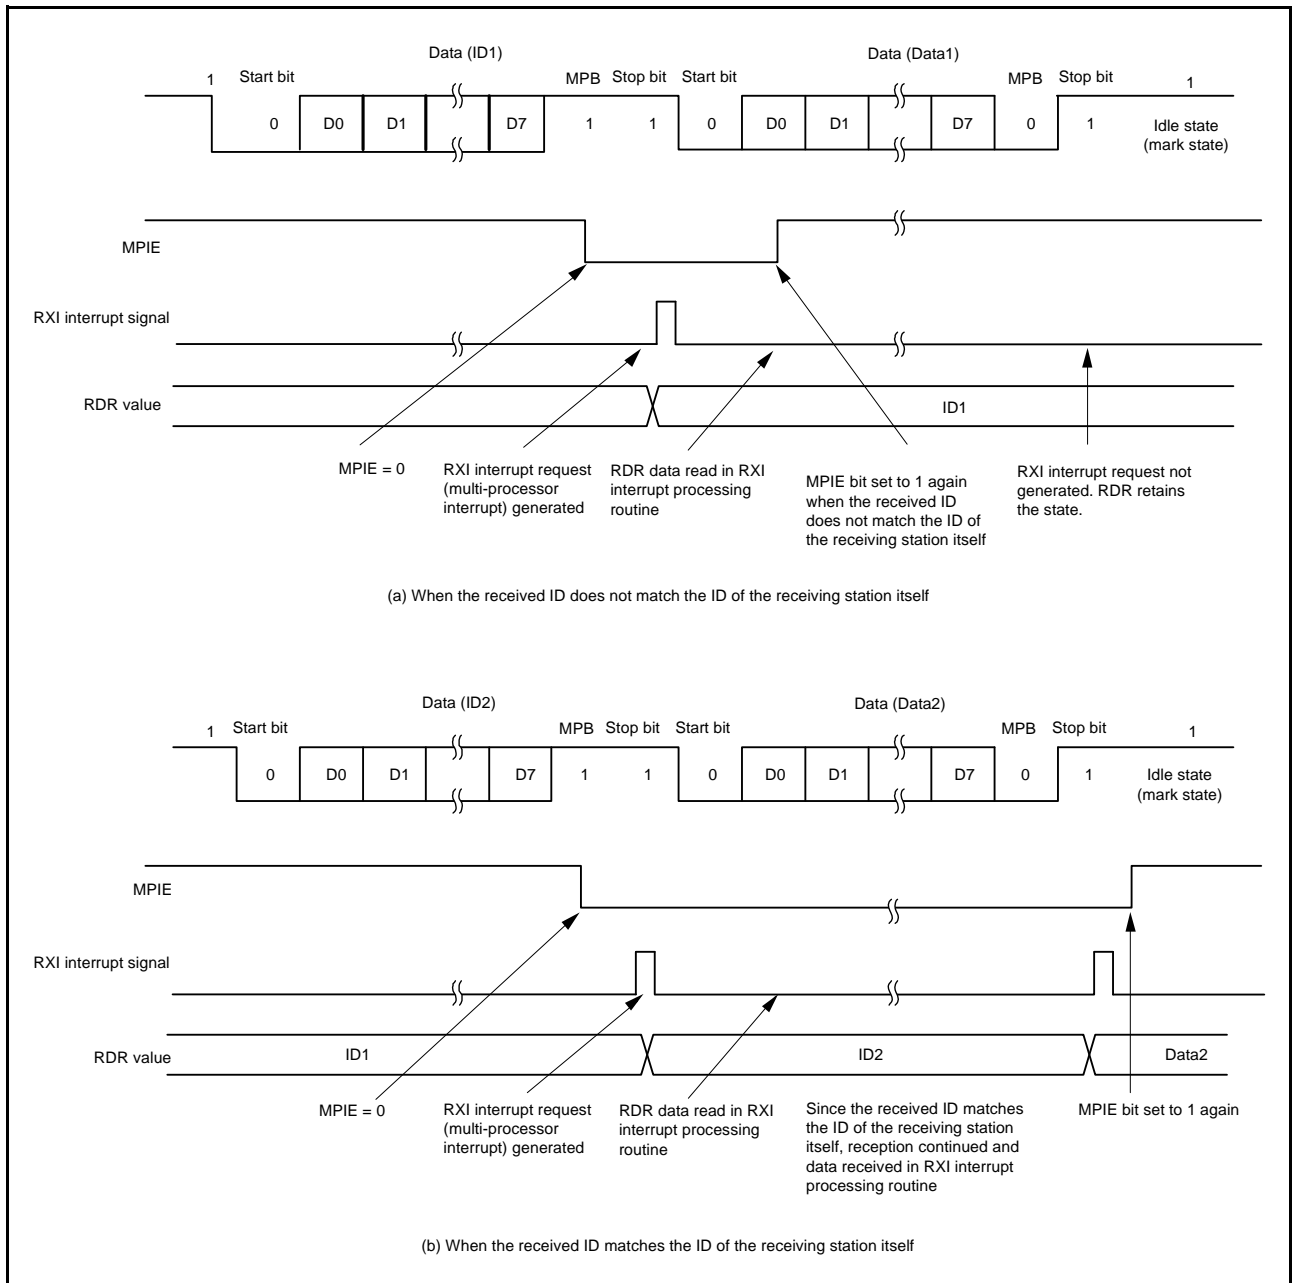 Data (ID1) Data (Data1)
1 Start bit MPB Stop bit Start bit MPB Stop bit 1
0 D0 D1 D7 1 1 0 D0 D1 D7 0 1 Idle state
(mark state)
MPIE
RXI interrupt signal
RDR value ID1
MPIE = 0
RXI interrupt request
(multi-processor
interrupt) generated
RDR data read in RXI
interrupt processing
routine
MPIE bit set to 1 again
when the received ID
does not match the ID of
the receiving station itself
RXI interrupt request not
generated. RDR retains
the state.
(a) When the received ID does not match the ID of the receiving station itself
Data (ID2) Data (Data2)
1 Start bit MPB Stop bit Start bit MPB Stop bit 1
0 D0 D1 D7 1 1 0 D0 D1 D7 0 1 Idle state
(mark state)
MPIE
RXI interrupt signal
RDR value ID1 ID2 Data2
MPIE = 0
RXI interrupt request
(multi-processor
interrupt) generated
RDR data read in RXI
interrupt processing
routine
Since the received ID matches
the ID of the receiving station
itself, reception continued and
data received in RXI interrupt
processing routine
MPIE bit set to 1 again
(b) When the received ID matches the ID of the receiving station itself